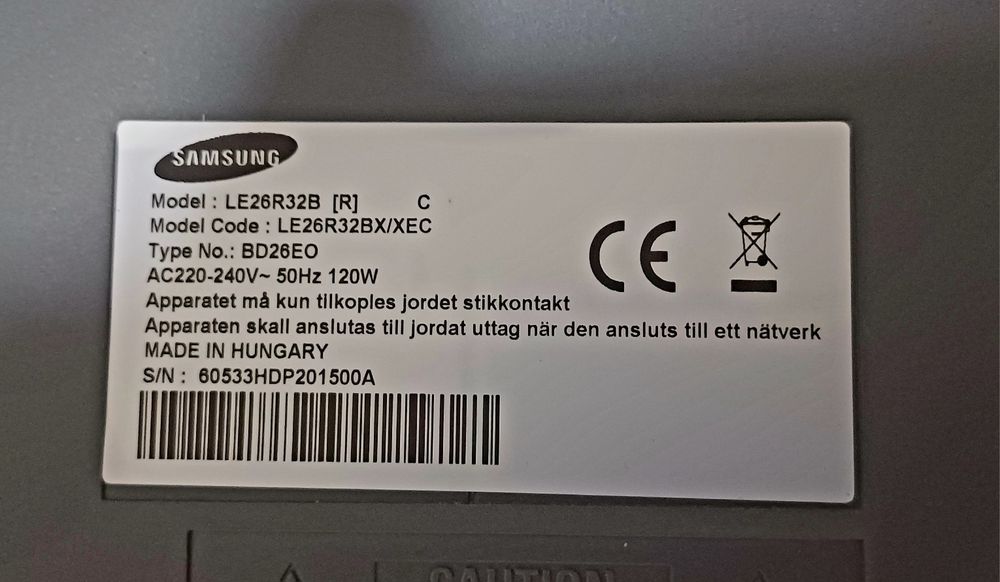 SAMSUNG
Model : LE26R32B [R] C
Model Code : LE26R32BX/XEC
Type No.: BD26EO
AC220-240V~ 50Hz 120W
Apparatet må kun tilkoples jordet stikkontakt
Apparaten skall anslutas till jordat uttag när den ansluts till ett nätverk
MADE IN HUNGARY
S/N : 60533HDP201500A
CE
CAUTION